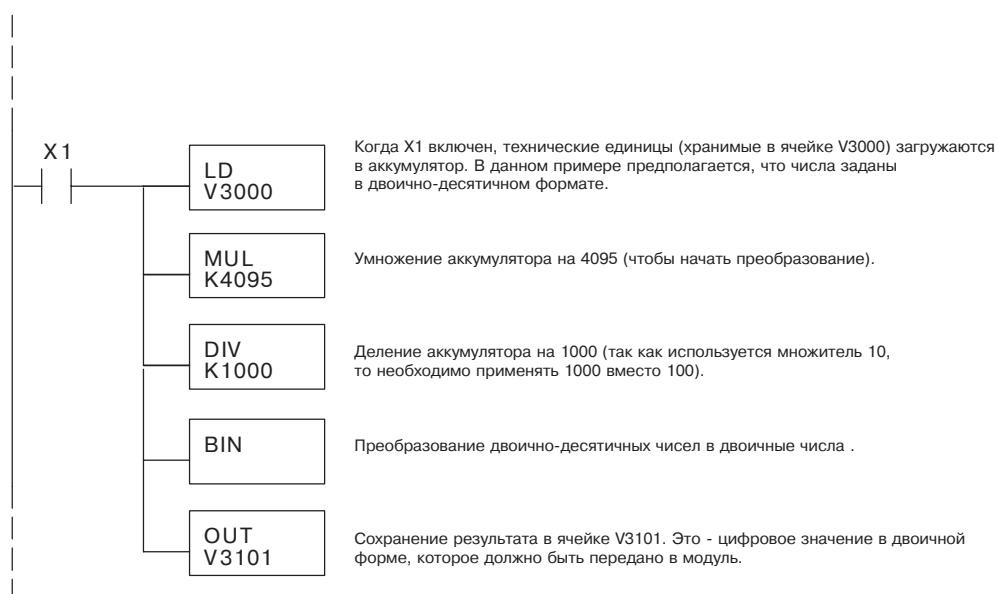 X1
LD
V3000
Когда X1 включен, технические единицы (хранимые в ячейке V3000) загружаются
в аккумулятор. В данном примере предполагается, что числа заданы
в двоично-десятичном формате.
MUL
K4095
Умножение аккумулятора на 4095 (чтобы начать преобразование).
DIV
K1000
Деление аккумулятора на 1000 (так как используется множитель 10,
то необходимо применять 1000 вместо 100).
BIN
Преобразование двоично-десятичных чисел в двоичные числа .
OUT
V3101
Сохранение результата в ячейке V3101. Это - цифровое значение в двоичной
форме, которое должно быть передано в модуль.